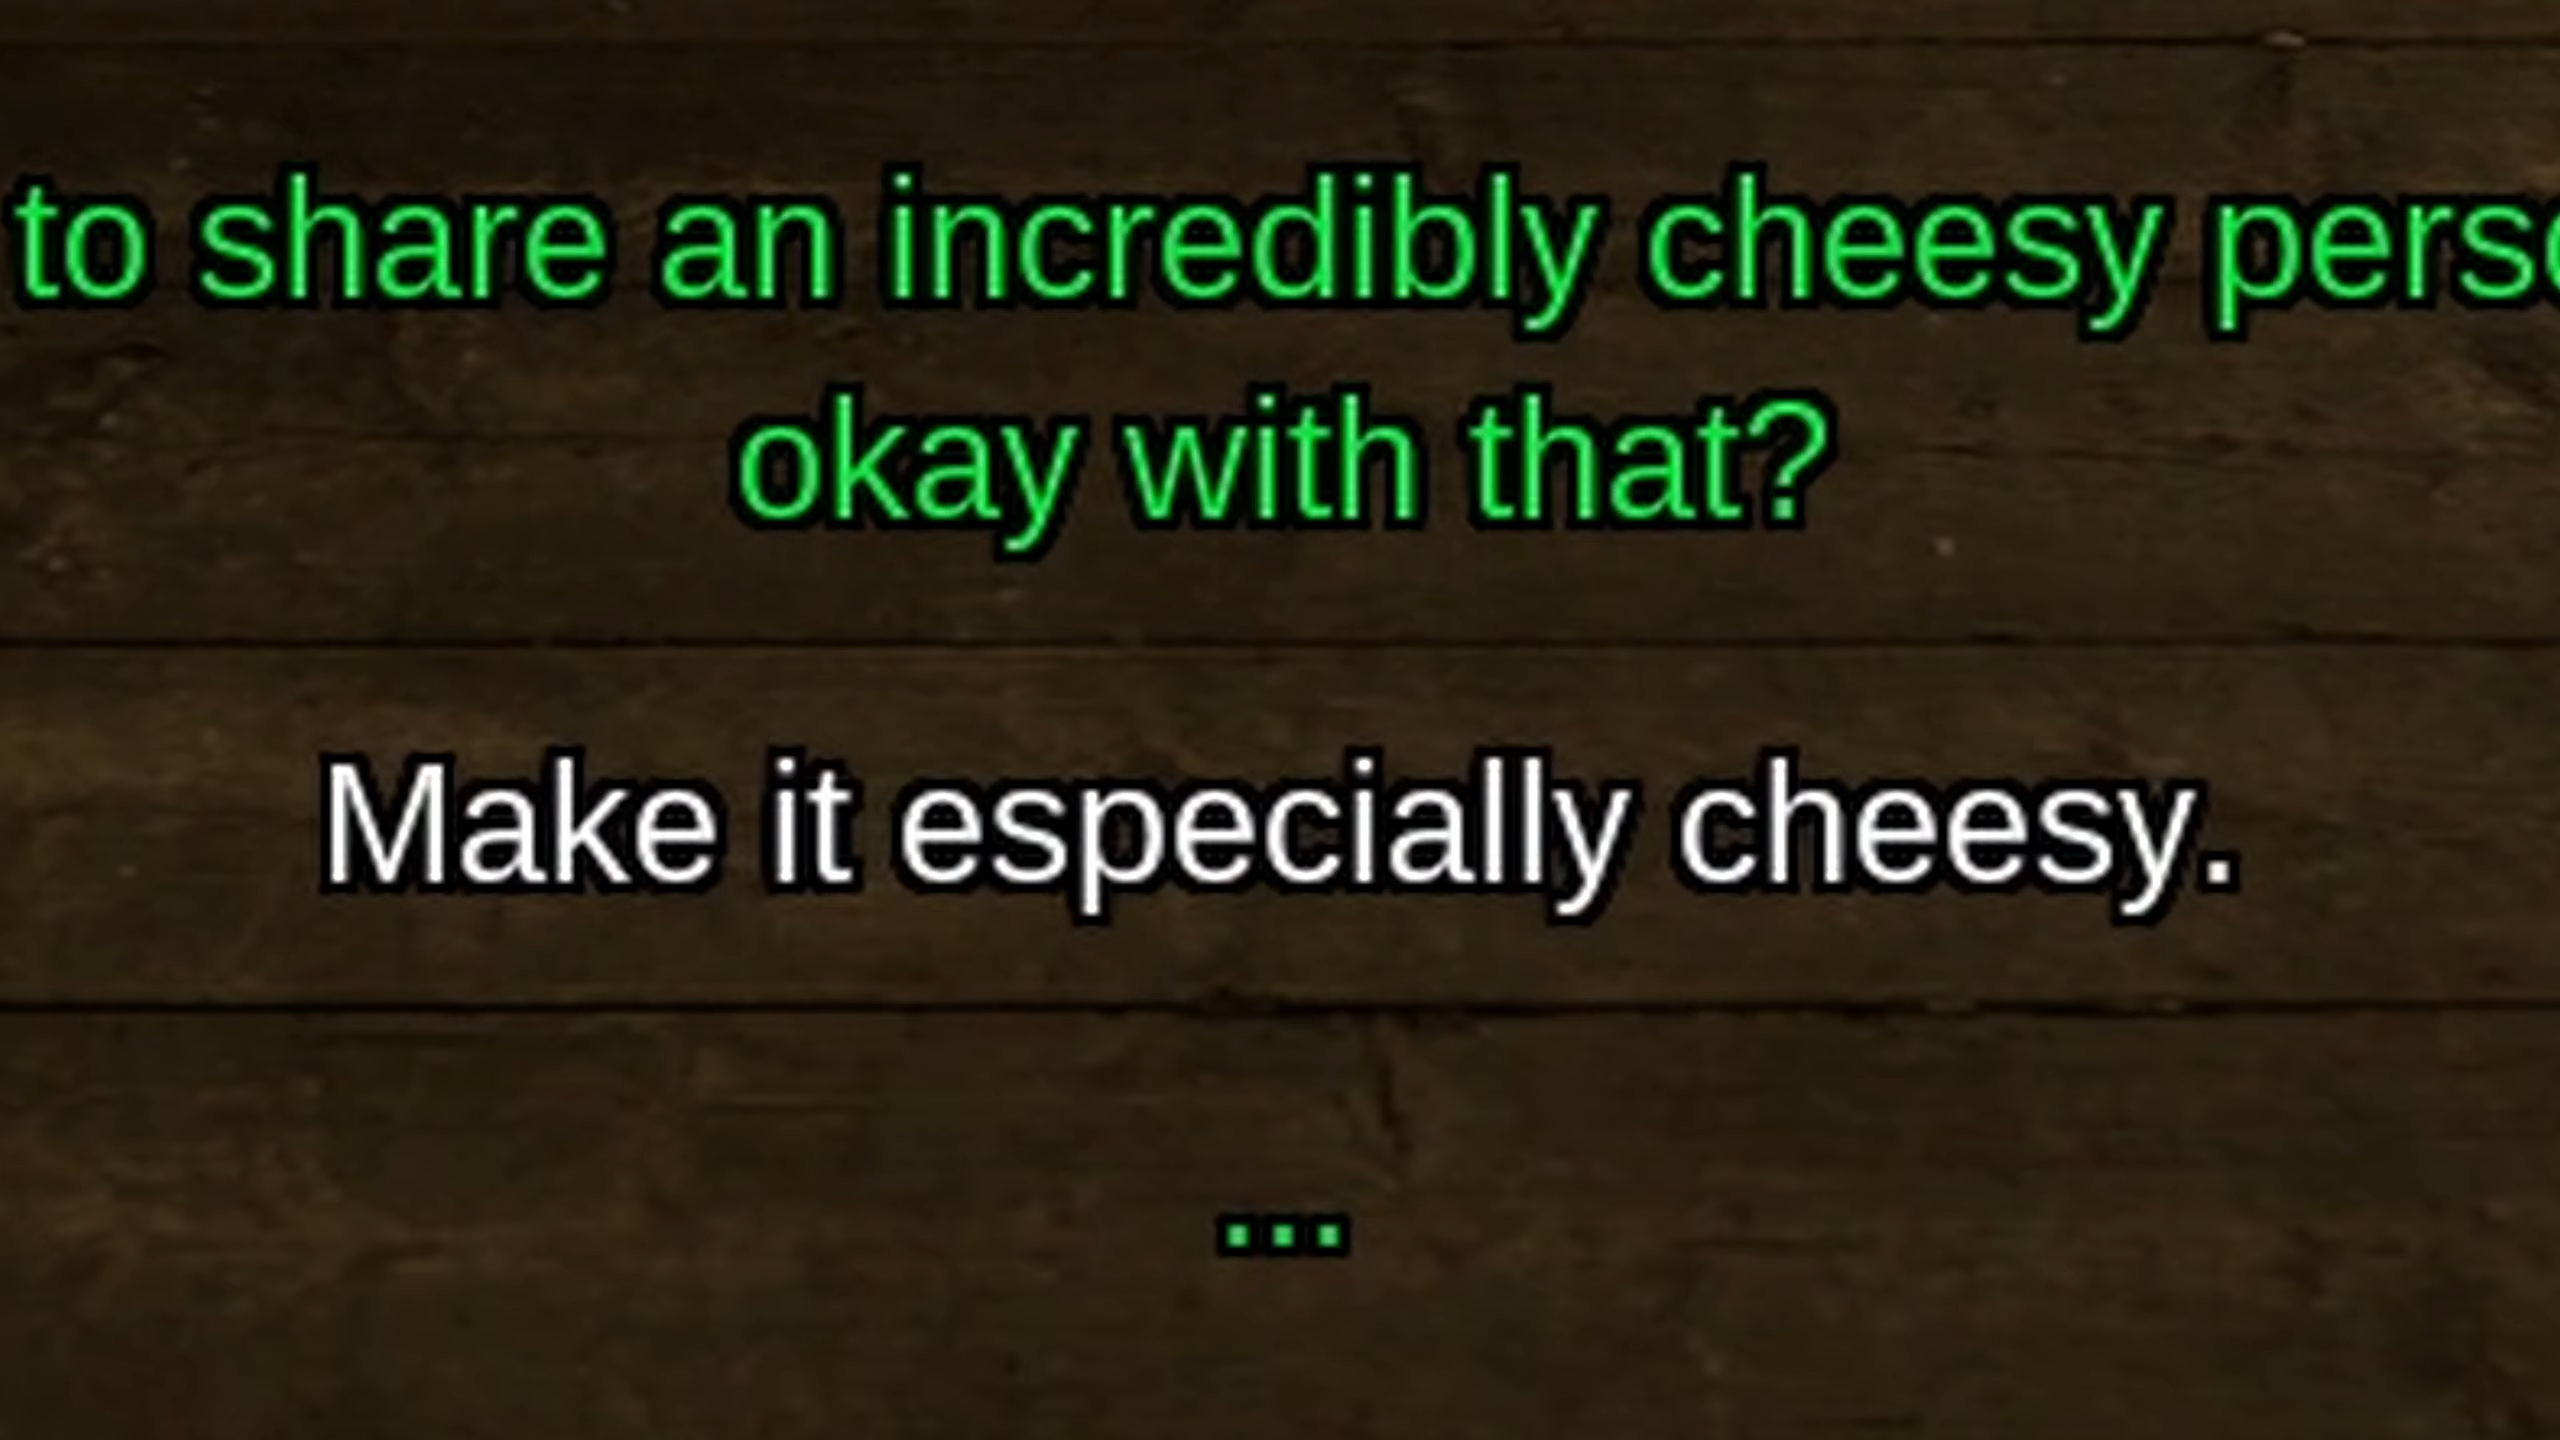 to share an incredibly cheesy
okay with that?
Make it especially cheesy.
...